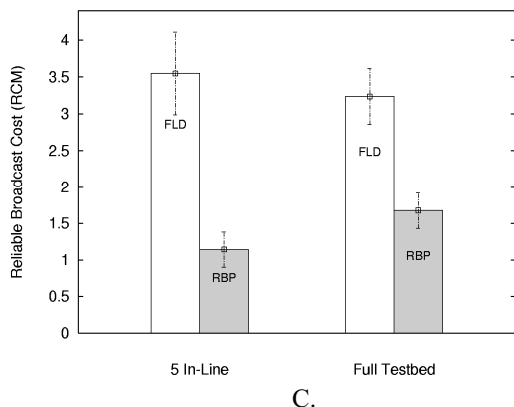 Reliable Broadcast Cost (RCM)
4
3.5
3
2.5
2
1.5
1
0.5
0
FLD
RBP
FLD
RBP
5 In-Line
Full Testbed
C.